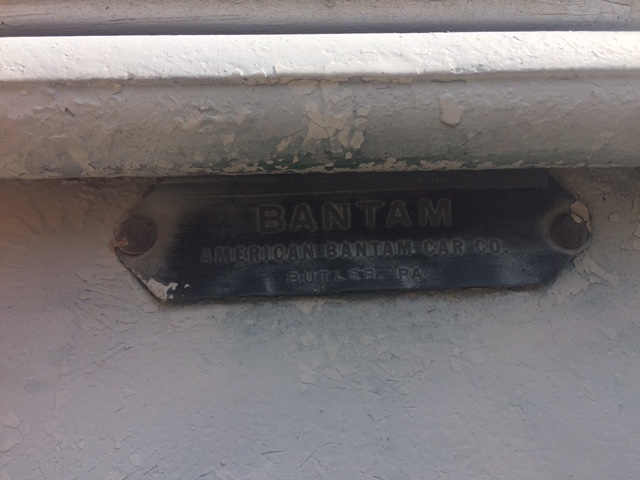 BANTAM
AMERICAN BANTAM CAR CO.
BUTLER, PA.